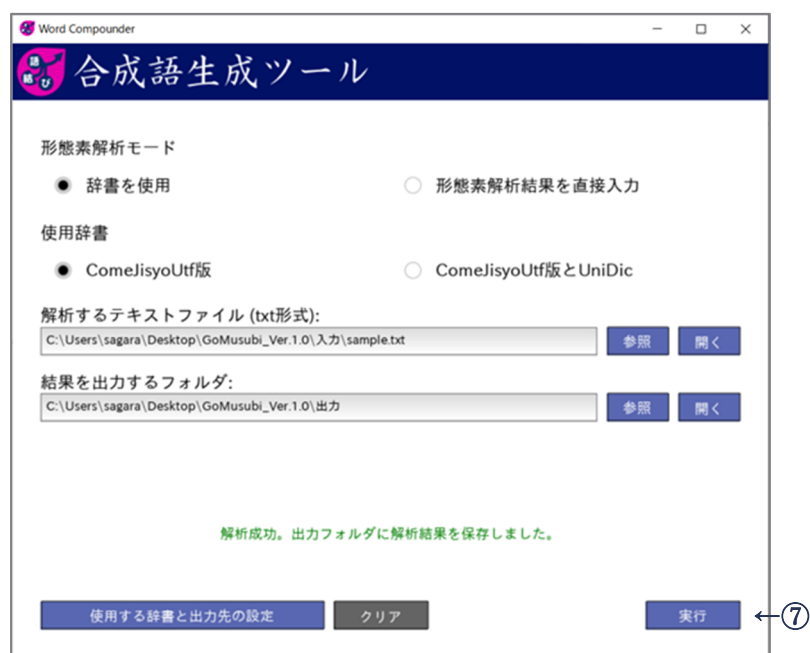 Word Compounder
語結び
合成語生成ツール
形態素解析モード
辞書を使用 形態素解析結果を直接入力
使用辞書
ComeJisyoUtf版 ComeJisyoUtf版とUniDic
解析するテキストファイル (txt形式):
C:\Users\sagara\Desktop\GoMusubi_Ver.1.0\入力\sample.txt 参照 開く
結果を出力するフォルダ:
C:\Users\sagara\Desktop\GoMusubi_Ver.1.0\出力 参照 開く
解析成功。出力フォルダに解析結果を保存しました。
使用する辞書と出力先の設定 クリア 実行 ←⑦